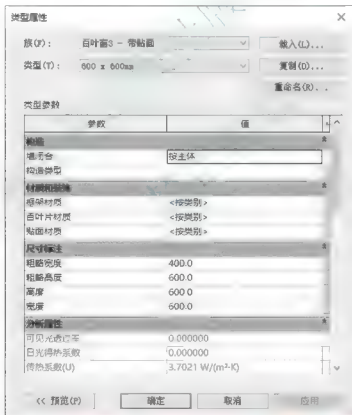 类型属性
族(F):
百叶窗3 - 带贴面
载入(L)...
类型(T):
600 x 600mm
复制(D)...
重命名(R)...
类型参数
参数 值
构造
墙闭合 按主体
构造类型
材质和装饰
框架材质 <按类别>
百叶片材质 <按类别>
贴面材质 <按类别>
尺寸标注
粗略宽度 400.0
粗略高度 600.0
高度 600.0
宽度 600.0
分析属性
可见光透过率 0.000000
日光得热系数 0.000000
传热系数(U) 3.7021 W/(m²·K)
<< 预览(P) 确定 取消 应用